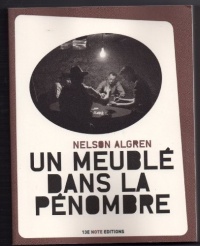 NELSON ALGREN
UN MEUBLÉ
DANS LA
PÉNOMBRE
13E NOTE EDITIONS